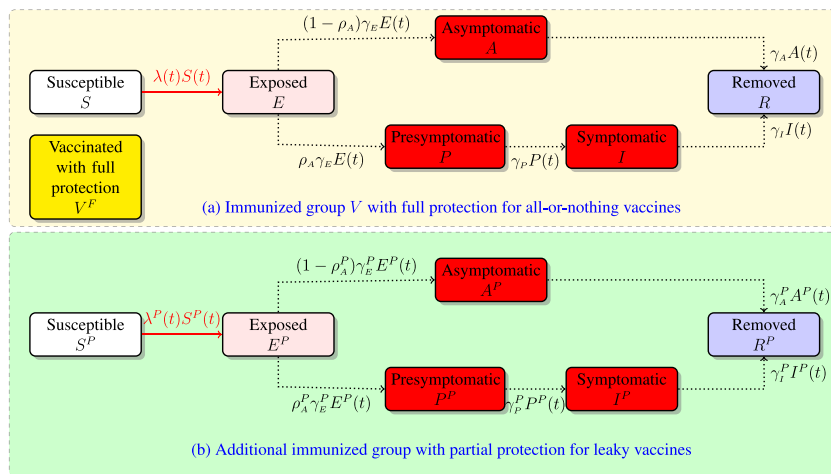 (1 − ρ_A)γ_E E(t)
Asymptomatic
A
γ_A A(t)
Susceptible
S
λ(t)S(t)
Exposed
E
Removed
R
Vaccinated
with full
protection
V^F
ρ_A γ_E E(t)
Presymptomatic
P
γ_P P(t)
Symptomatic
I
γ_I I(t)
(a) Immunized group V with full protection for all-or-nothing vaccines
(1 − ρ_A^P)γ_E^P E^P(t)
Asymptomatic
A^P
γ_A^P A^P(t)
Susceptible
S^P
λ^P(t)S^P(t)
Exposed
E^P
Removed
R^P
ρ_A^P γ_E^P E^P(t)
Presymptomatic
P^P
γ_P^P P^P(t)
Symptomatic
I^P
γ_I^P I^P(t)
(b) Additional immunized group with partial protection for leaky vaccines